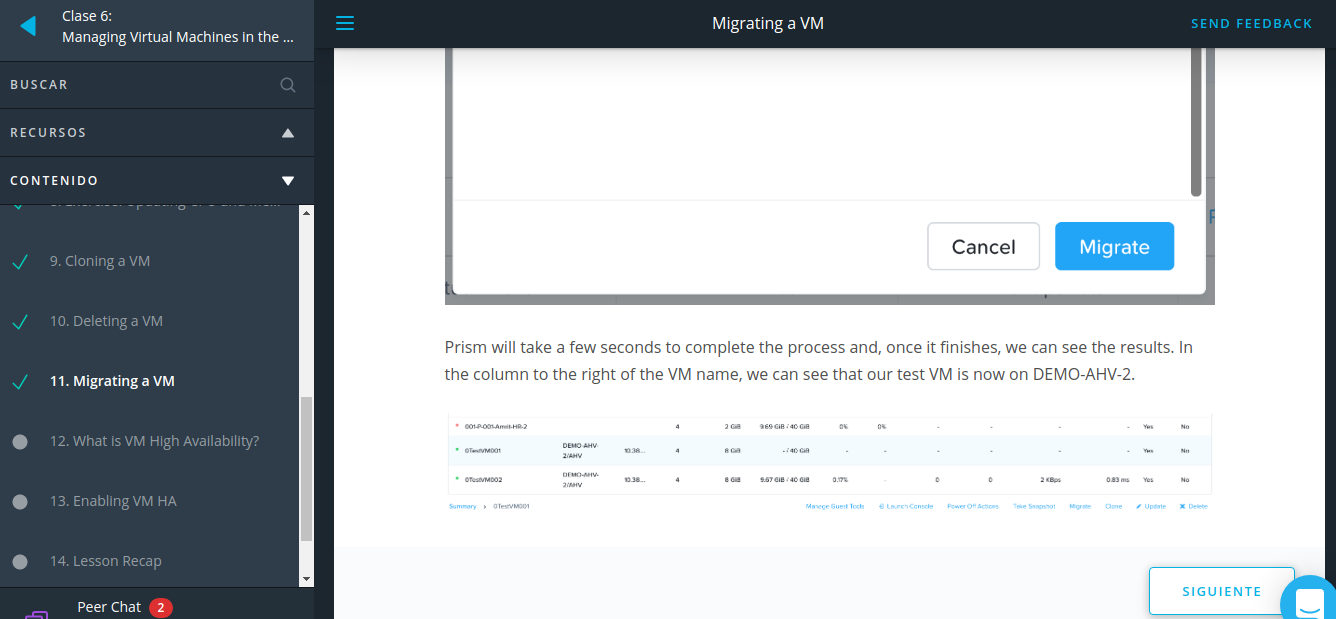 Clase 6:
Managing Virtual Machines in the ...
BUSCAR
RECURSOS
CONTENIDO
9. Cloning a VM
10. Deleting a VM
11. Migrating a VM
12. What is VM High Availability?
13. Enabling VM HA
14. Lesson Recap
Peer Chat 2
Migrating a VM
SEND FEEDBACK
Cancel Migrate
Prism will take a few seconds to complete the process and, once it finishes, we can see the results. In
the column to the right of the VM name, we can see that our test VM is now on DEMO-AHV-2.
001-P-001-Amit-HR-2 4 2 GiB 9.69 GiB / 40 GiB 0% 0% - - - - Yes No
0TestVM001 DEMO-AHV-2/AHV 10.38... 4 8 GiB - / 40 GiB - - - - - - Yes No
0TestVM002 DEMO-AHV-2/AHV 10.38... 4 8 GiB 9.67 GiB / 40 GiB 0.17% - 0 0 2 KBps 0.83 ms Yes No
Summary > 0TestVM001 Manage Guest Tools Launch Console Power Off Actions Take Snapshot Migrate Clone Update Delete
SIGUIENTE